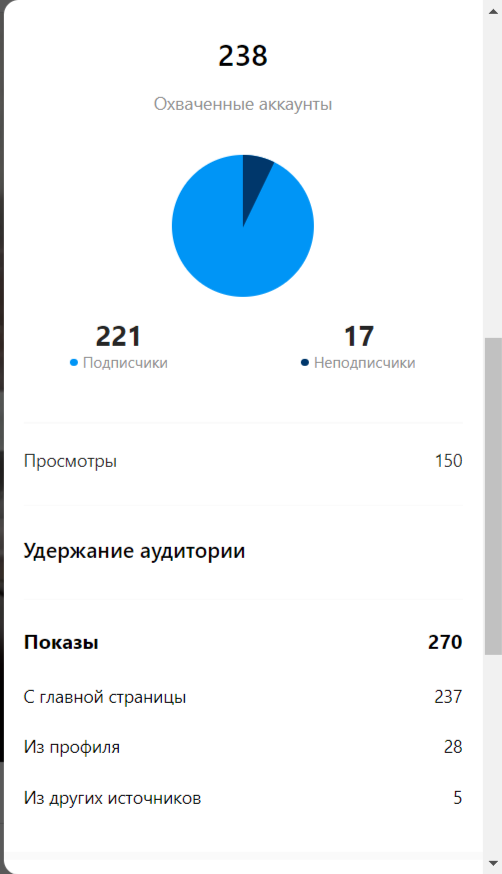 238
Охваченные аккаунты
221 17
Подписчики Неподписчики
Просмотры 150
Удержание аудитории
Показы 270
С главной страницы 237
Из профиля 28
Из других источников 5